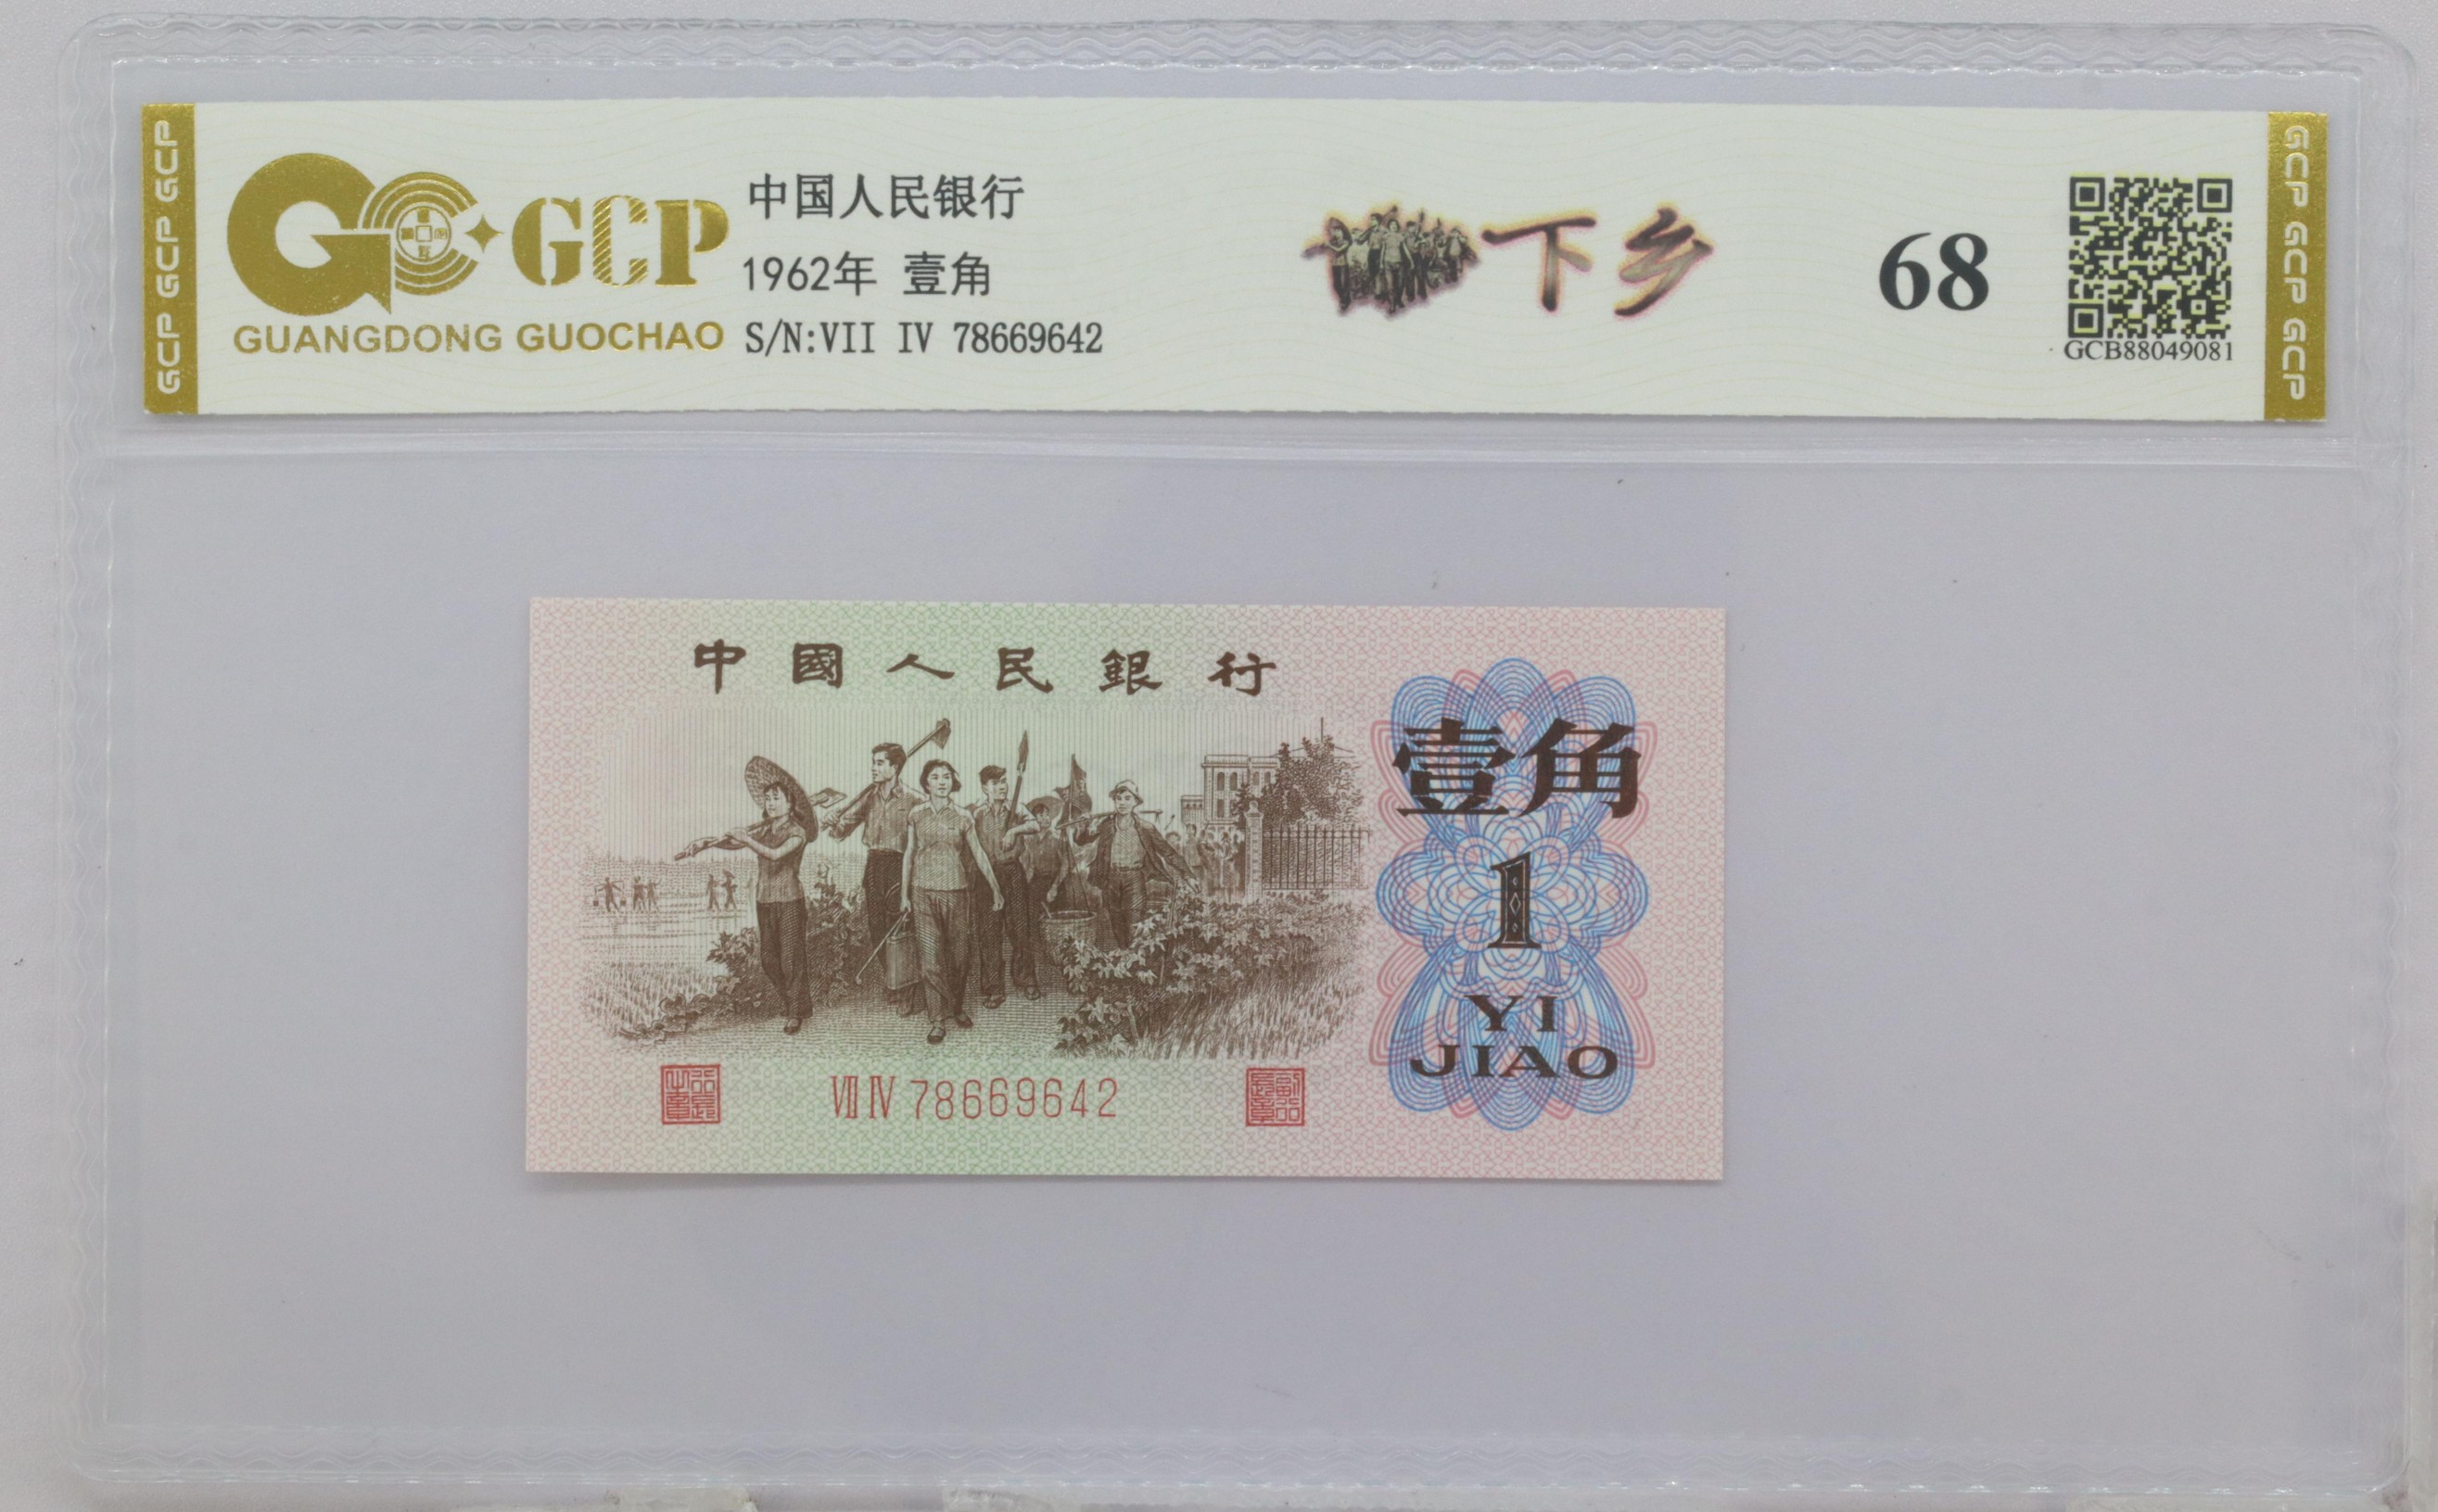 GCP GCP GCP
GCP
GUANGDONG GUOCHAO
中国人民银行
1962年 壹角
S/N:VII IV 78669642
下乡
68
GCB88049081
GCP GCP GCP
中國人民銀行
壹角
1
YI
JIAO
VII IV 78669642